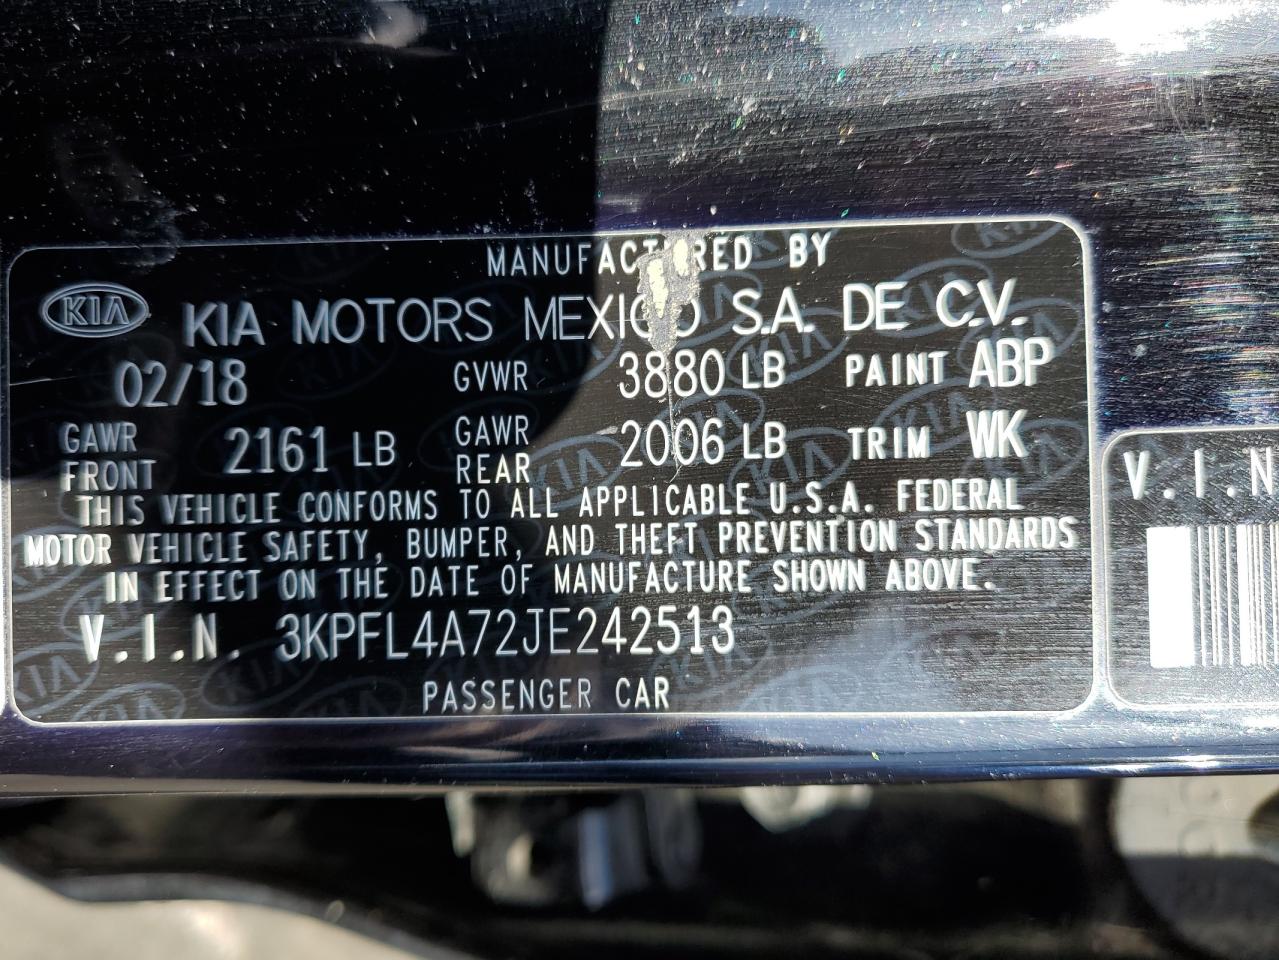 MANUFACTURED BY
KIA KIA MOTORS MEXICO S.A. DE C.V.
02/18 GVWR 3880 LB PAINT ABP
GAWR FRONT 2161 LB GAWR REAR 2006 LB TRIM WK
THIS VEHICLE CONFORMS TO ALL APPLICABLE U.S.A. FEDERAL
MOTOR VEHICLE SAFETY, BUMPER, AND THEFT PREVENTION STANDARDS
IN EFFECT ON THE DATE OF MANUFACTURE SHOWN ABOVE.
V.I.N. 3KPFL4A72JE242513
PASSENGER CAR
V.I.N